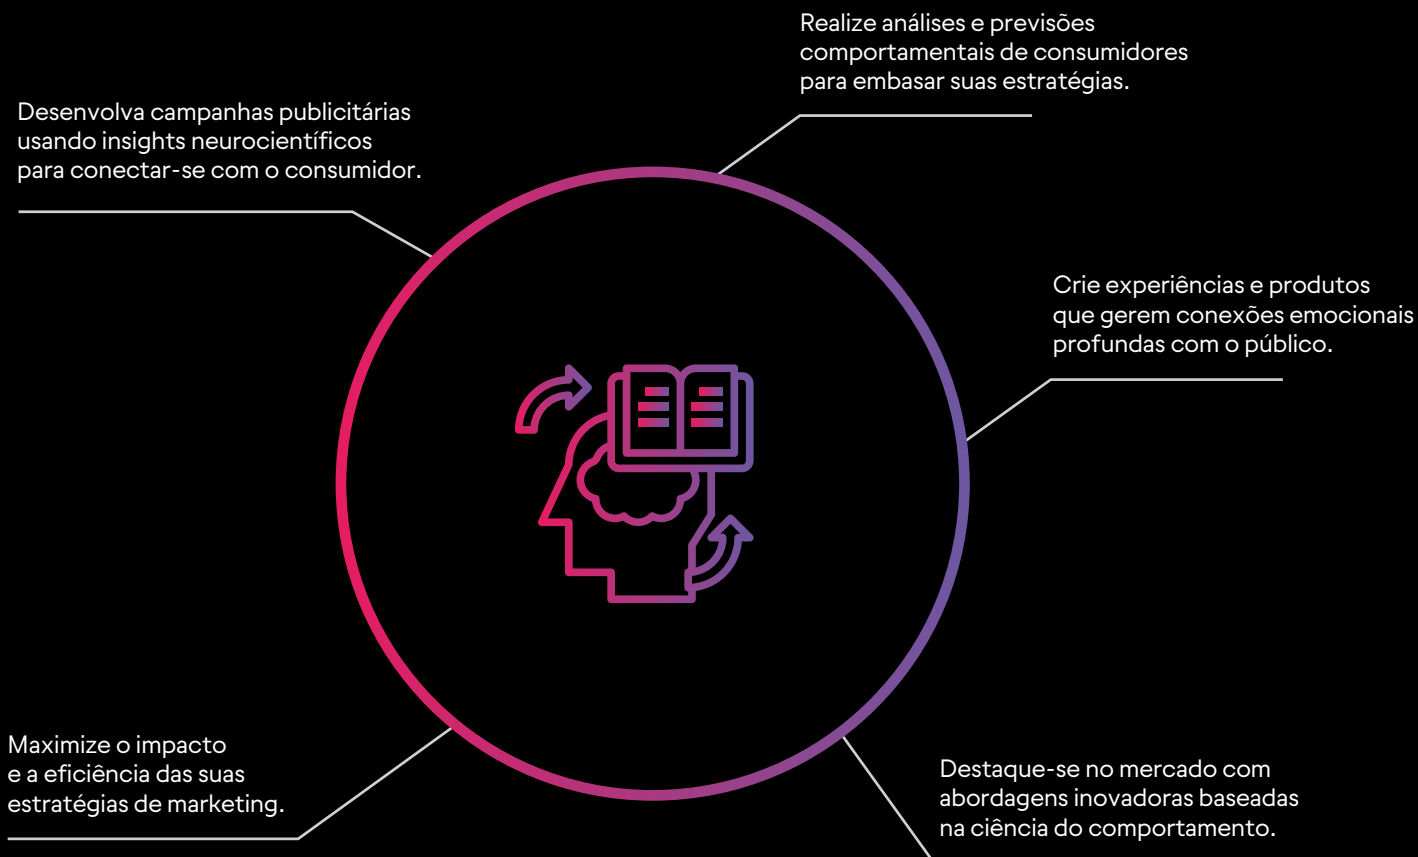 Realize análises e previsões
comportamentais de consumidores
para embasar suas estratégias.
Desenvolva campanhas publicitárias
usando insights neurocientíficos
para conectar-se com o consumidor.
Crie experiências e produtos
que gerem conexões emocionais
profundas com o público.
Maximize o impacto
e a eficiência das suas
estratégias de marketing.
Destaque-se no mercado com
abordagens inovadoras baseadas
na ciência do comportamento.